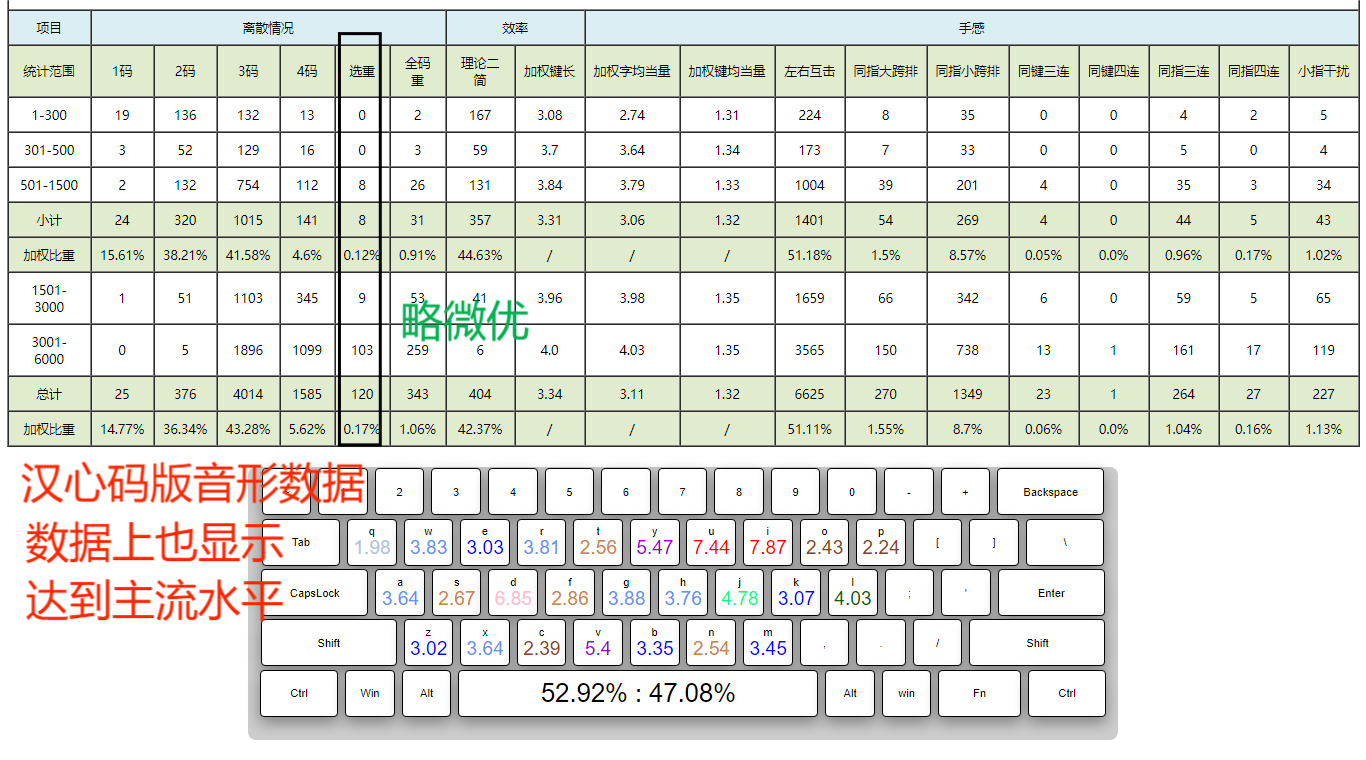 项目 离散情况 效率 手感
统计范围 1码 2码 3码 4码 选重 全码重 理论二简 加权键长 加权字均当量 加权键均当量 左右互击 同指大跨排 同指小跨排 同键三连 同键四连 同指三连 同指四连 小指干扰
1-300 19 136 132 13 0 2 167 3.08 2.74 1.31 224 8 35 0 0 4 2 5
301-500 3 52 129 16 0 3 59 3.7 3.64 1.34 173 7 33 0 0 5 0 4
501-1500 2 132 754 112 8 26 131 3.84 3.79 1.33 1004 39 201 4 0 35 3 34
小计 24 320 1015 141 8 31 357 3.31 3.06 1.32 1401 54 269 4 0 44 5 43
加权比重 15.61% 38.21% 41.58% 4.6% 0.12% 0.91% 44.63% / / / 51.18% 1.5% 8.57% 0.05% 0.0% 0.96% 0.17% 1.02%
1501-3000 1 51 1103 345 9 53 41 3.96 3.98 1.35 1659 66 342 6 0 59 5 65
略微优
3001-6000 0 5 1896 1099 103 259 6 4.0 4.03 1.35 3565 150 738 13 1 161 17 119
总计 25 376 4014 1585 120 343 404 3.34 3.11 1.32 6625 270 1349 23 1 264 27 227
加权比重 14.77% 36.34% 43.28% 5.62% 0.17% 1.06% 42.37% / / / 51.11% 1.55% 8.7% 0.06% 0.0% 1.04% 0.16% 1.13%
汉心码版音形数据
数据上也显示
达到主流水平
2 3 4 5 6 7 8 9 0 - + Backspace
Tab q w e r t y u i o p [ ] \
1.98 3.83 3.03 3.81 2.56 5.47 7.44 7.87 2.43 2.24
CapsLock a s d f g h j k l ; ' Enter
3.64 2.67 6.85 2.86 3.88 3.76 4.78 3.07 4.03
Shift z x c v b n m , . / Shift
3.02 3.64 2.39 5.4 3.35 2.54 3.45
Ctrl Win Alt 52.92% : 47.08% Alt win Fn Ctrl